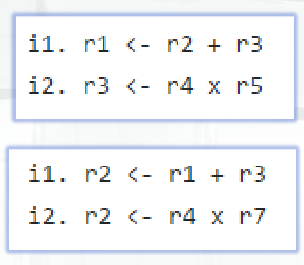 i1. r1 <- r2 + r3
i2. r3 <- r4 x r5
i1. r2 <- r1 + r3
i2. r2 <- r4 x r7